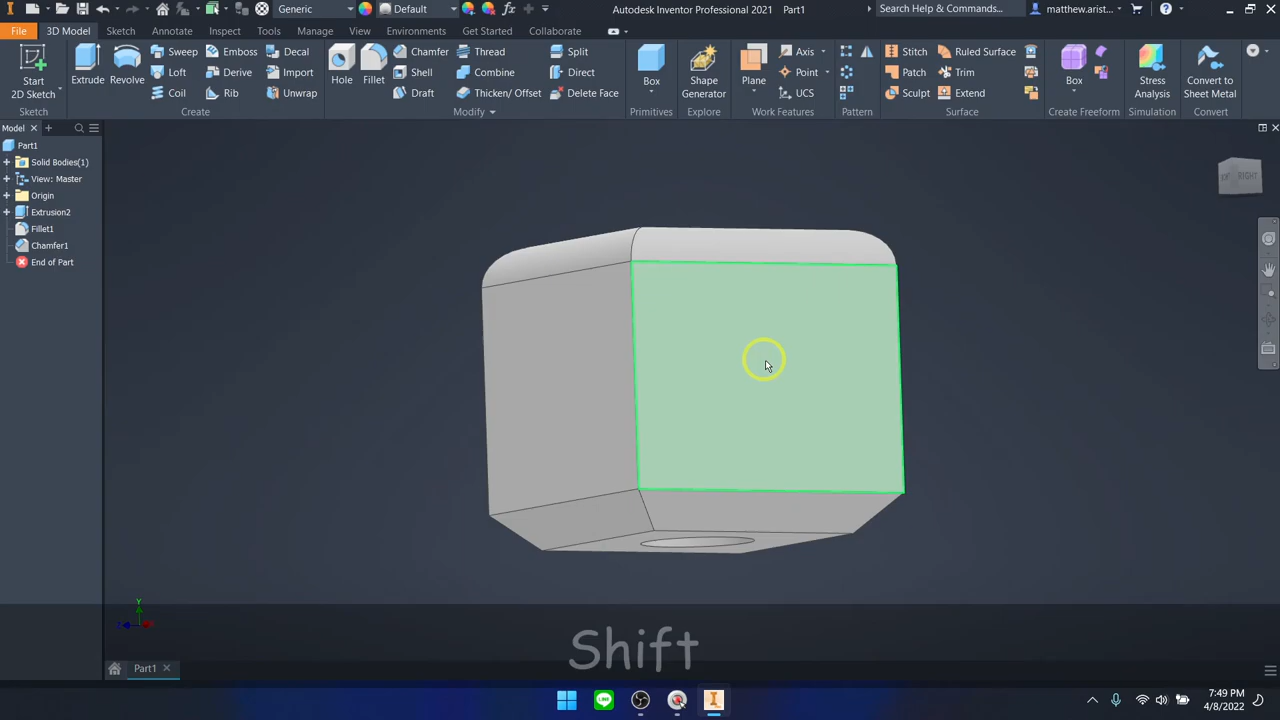 Generic
Default
Autodesk Inventor Professional 2021 Part1
Search Help & Commands...
matthew.arist...
File
3D Model
Sketch
Annotate
Inspect
Tools
Manage
View
Environments
Get Started
Collaborate
Start
2D Sketch
Extrude
Revolve
Sweep
Loft
Coil
Emboss
Derive
Rib
Decal
Import
Unwrap
Hole
Fillet
Chamfer
Shell
Draft
Thread
Combine
Thicken/ Offset
Split
Direct
Delete Face
Box
Shape
Generator
Plane
Axis
Point
UCS
Stitch
Patch
Sculpt
Ruled Surface
Trim
Extend
Box
Stress
Analysis
Convert to
Sheet Metal
Sketch
Create
Modify
Primitives
Explore
Work Features
Pattern
Surface
Create Freeform
Simulation
Convert
Model
Part1
Solid Bodies(1)
View: Master
Origin
Extrusion2
Fillet1
Chamfer1
End of Part
RIGHT
Y
Shift
Part1
7:49 PM
4/8/2022